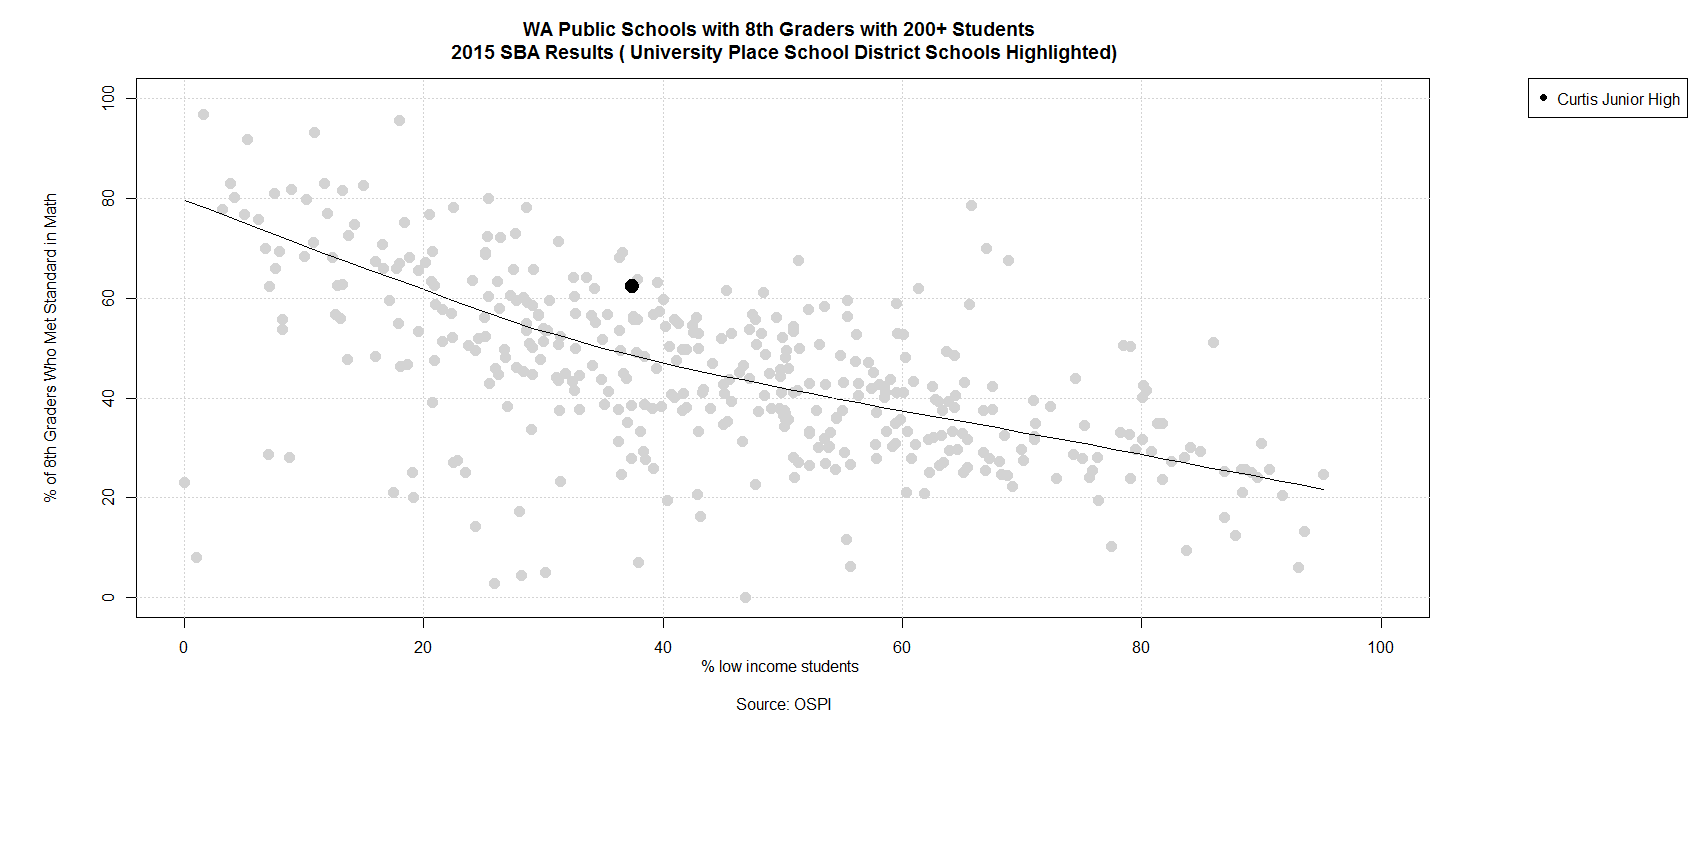 WA Public Schools with 8th Graders with 200+ Students
2015 SBA Results ( University Place School District Schools Highlighted)
Curtis Junior High
% of 8th Graders Who Met Standard in Math
100
80
60
40
20
0
0 20 40 60 80 100
% low income students
Source: OSPI